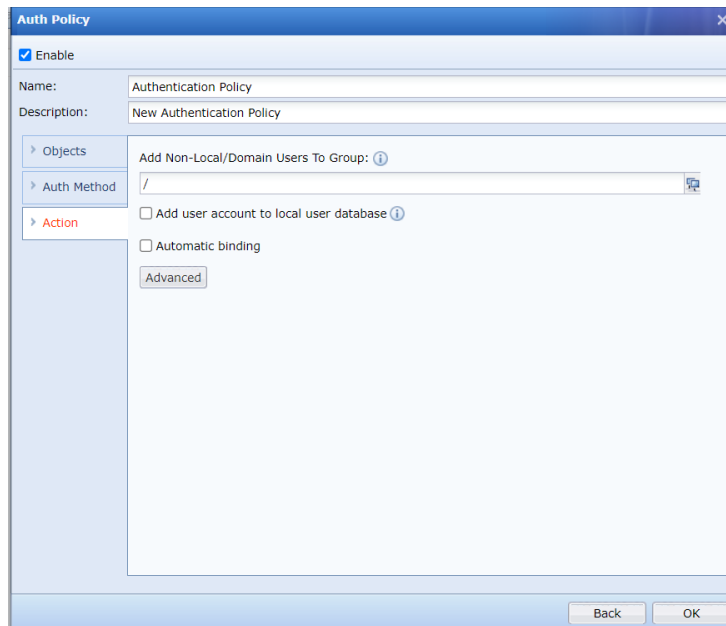 Auth Policy
Enable
Name: Authentication Policy
Description: New Authentication Policy
Objects
Auth Method
Action
Add Non-Local/Domain Users To Group:
/
Add user account to local user database
Automatic binding
Advanced
Back OK